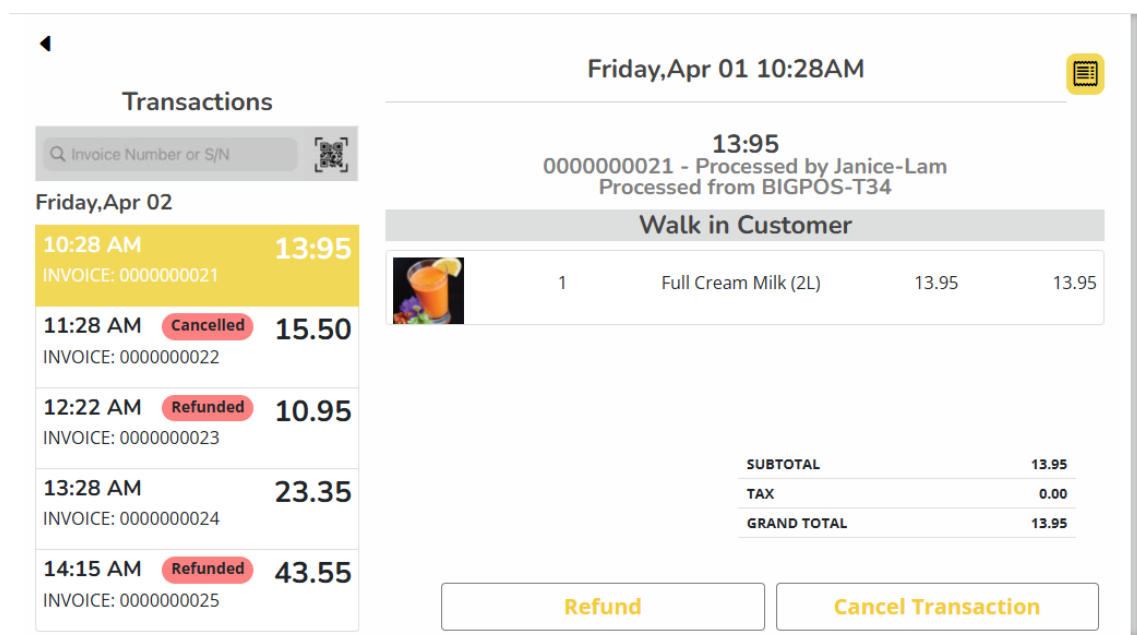 Transactions
Invoice Number or S/N
Friday,Apr 02
10:28 AM 13:95
INVOICE: 0000000021
11:28 AM Cancelled 15.50
INVOICE: 0000000022
12:22 AM Refunded 10.95
INVOICE: 0000000023
13:28 AM 23.35
INVOICE: 0000000024
14:15 AM Refunded 43.55
INVOICE: 0000000025
Friday,Apr 01 10:28AM
13:95
0000000021 - Processed by Janice-Lam
Processed from BIGPOS-T34
Walk in Customer
1 Full Cream Milk (2L) 13.95 13.95
SUBTOTAL 13.95
TAX 0.00
GRAND TOTAL 13.95
Refund Cancel Transaction